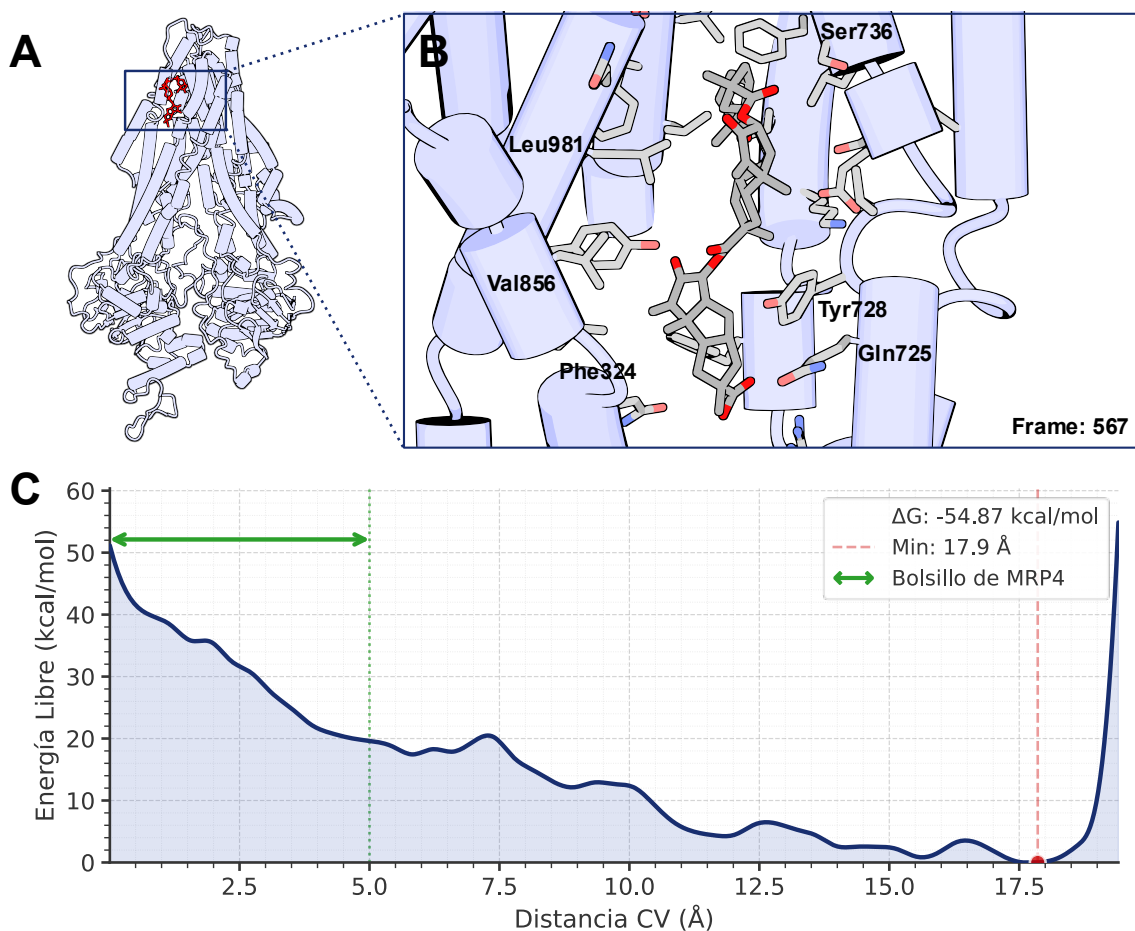 A
B
Ser736
Leu981
Val856
Tyr728
Gln725
Phe324
Frame: 567
C
60
50
40
30
20
10
0
Energía Libre (kcal/mol)
ΔG: -54.87 kcal/mol
Min: 17.9 Å
Bolsillo de MRP4
2.5 5.0 7.5 10.0 12.5 15.0 17.5
Distancia CV (Å)